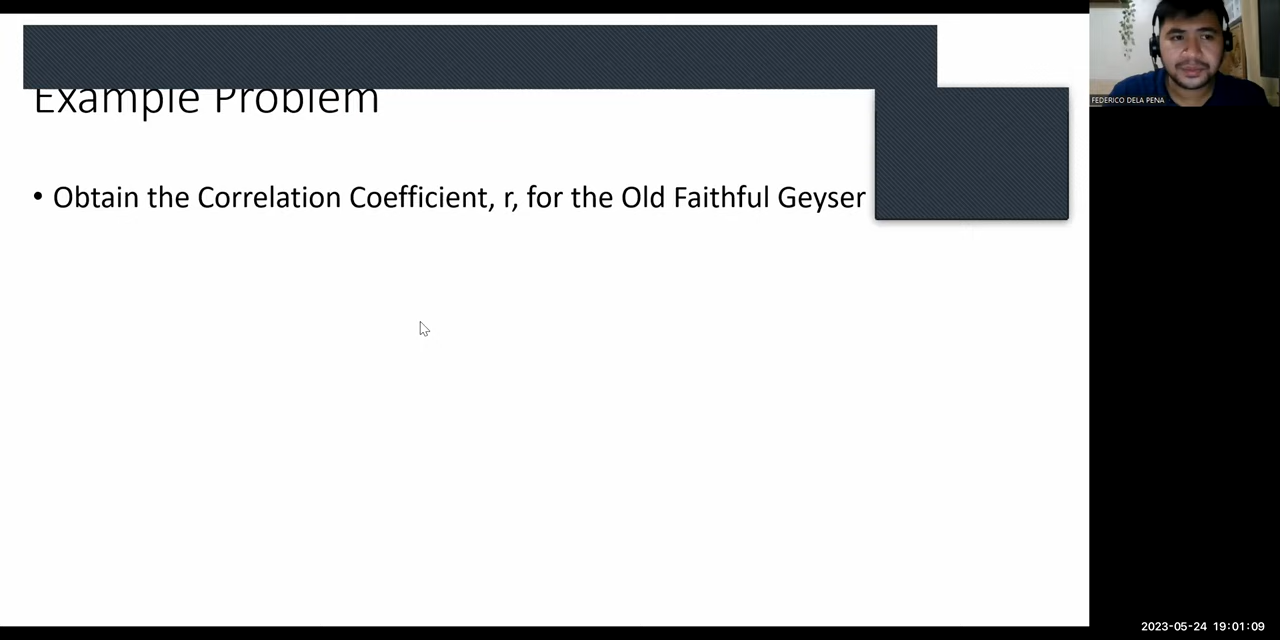 Example Problem
• Obtain the Correlation Coefficient, r, for the Old Faithful Geyser
FEDERICO DELA PENA
2023-05-24 19:01:09